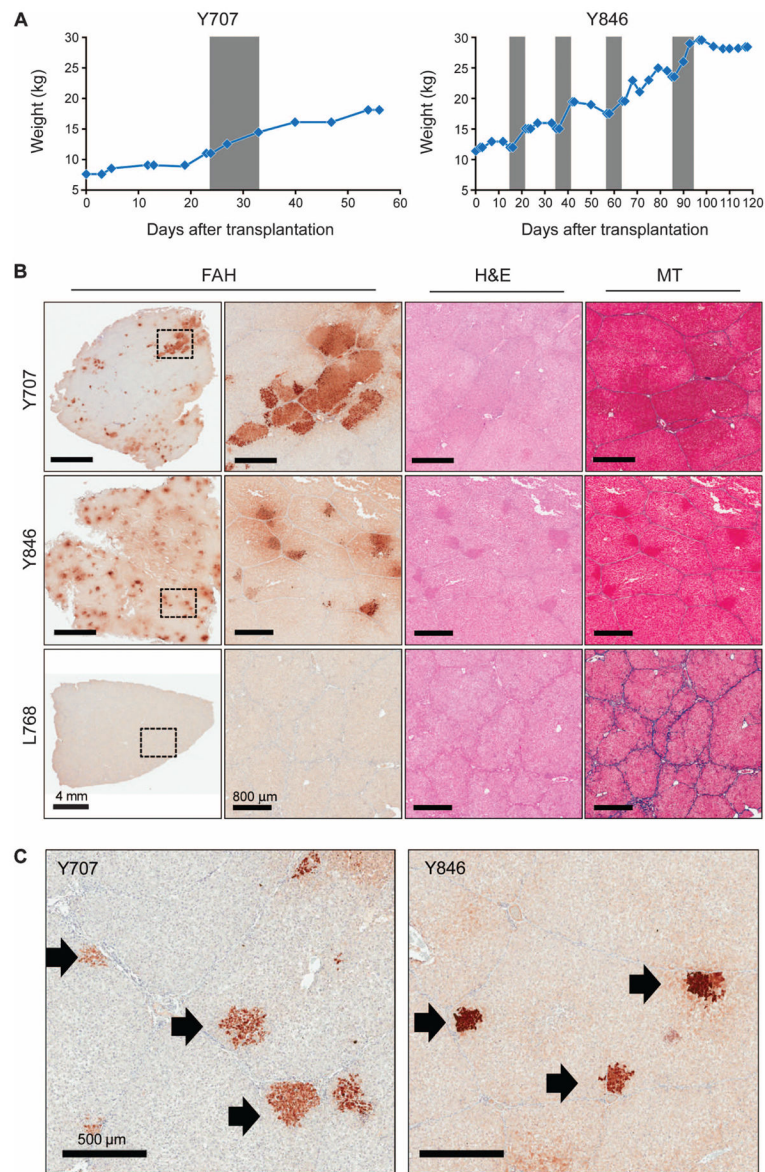 A
Y707
Y846
Weight (kg)
30
25
20
15
10
5
0
10
20
30
40
50
60
Days after transplantation
Weight (kg)
30
25
20
15
10
5
0
10
20
30
40
50
60
70
80
90
100
110
120
Days after transplantation
B
FAH
H&E
MT
Y707
Y846
L768
4 mm
800 µm
C
Y707
500 µm
Y846